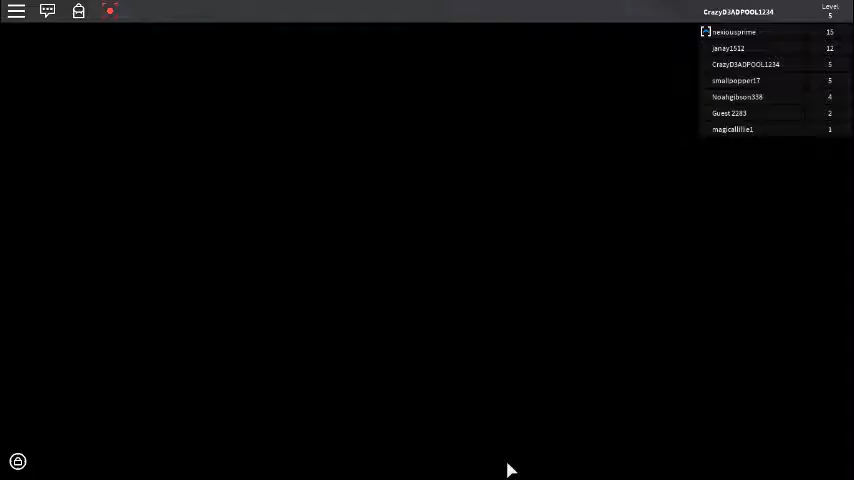 CrazyD3ADPOOL1234 Level
5
nexiousprime 15
janay1512 12
CrazyD3ADPOOL1234 5
smallpopper17 5
Noahgibson338 4
Guest 2283 2
magicallillie1 1